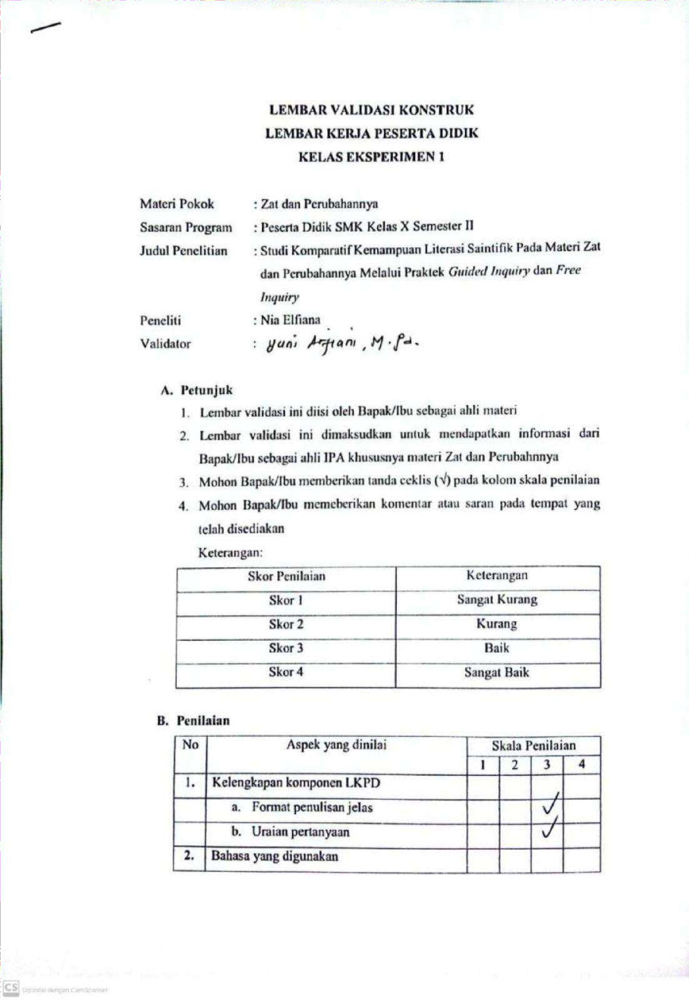 LEMBAR VALIDASI KONSTRUK
LEMBAR KERJA PESERTA DIDIK
KELAS EKSPERIMEN 1
Materi Pokok : Zat dan Perubahannya
Sasaran Program : Peserta Didik SMK Kelas X Semester II
Judul Penelitian : Studi Komparatif Kemampuan Literasi Saintifik Pada Materi Zat
dan Perubahannya Melalui Praktek Guided Inquiry dan Free
Inquiry
Peneliti : Nia Elfiana
Validator : Yuni Arfiani, M.Pd.
A. Petunjuk
1. Lembar validasi ini diisi oleh Bapak/Ibu sebagai ahli materi
2. Lembar validasi ini dimaksudkan untuk mendapatkan informasi dari
Bapak/Ibu sebagai ahli IPA khususnya materi Zat dan Perubahnnya
3. Mohon Bapak/Ibu memberikan tanda ceklis (√) pada kolom skala penilaian
4. Mohon Bapak/Ibu memeberikan komentar atau saran pada tempat yang
telah disediakan
Keterangan:
Skor Penilaian Keterangan
Skor 1 Sangat Kurang
Skor 2 Kurang
Skor 3 Baik
Skor 4 Sangat Baik
B. Penilaian
No Aspek yang dinilai Skala Penilaian
1 2 3 4
1. Kelengkapan komponen LKPD
a. Format penulisan jelas ✓
b. Uraian pertanyaan ✓
2. Bahasa yang digunakan
CS Dipindai dengan CamScanner